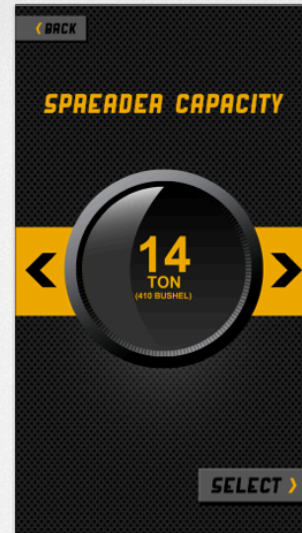 BACK
SPREADER CAPACITY
14
TON
(410 BUSHEL)
SELECT